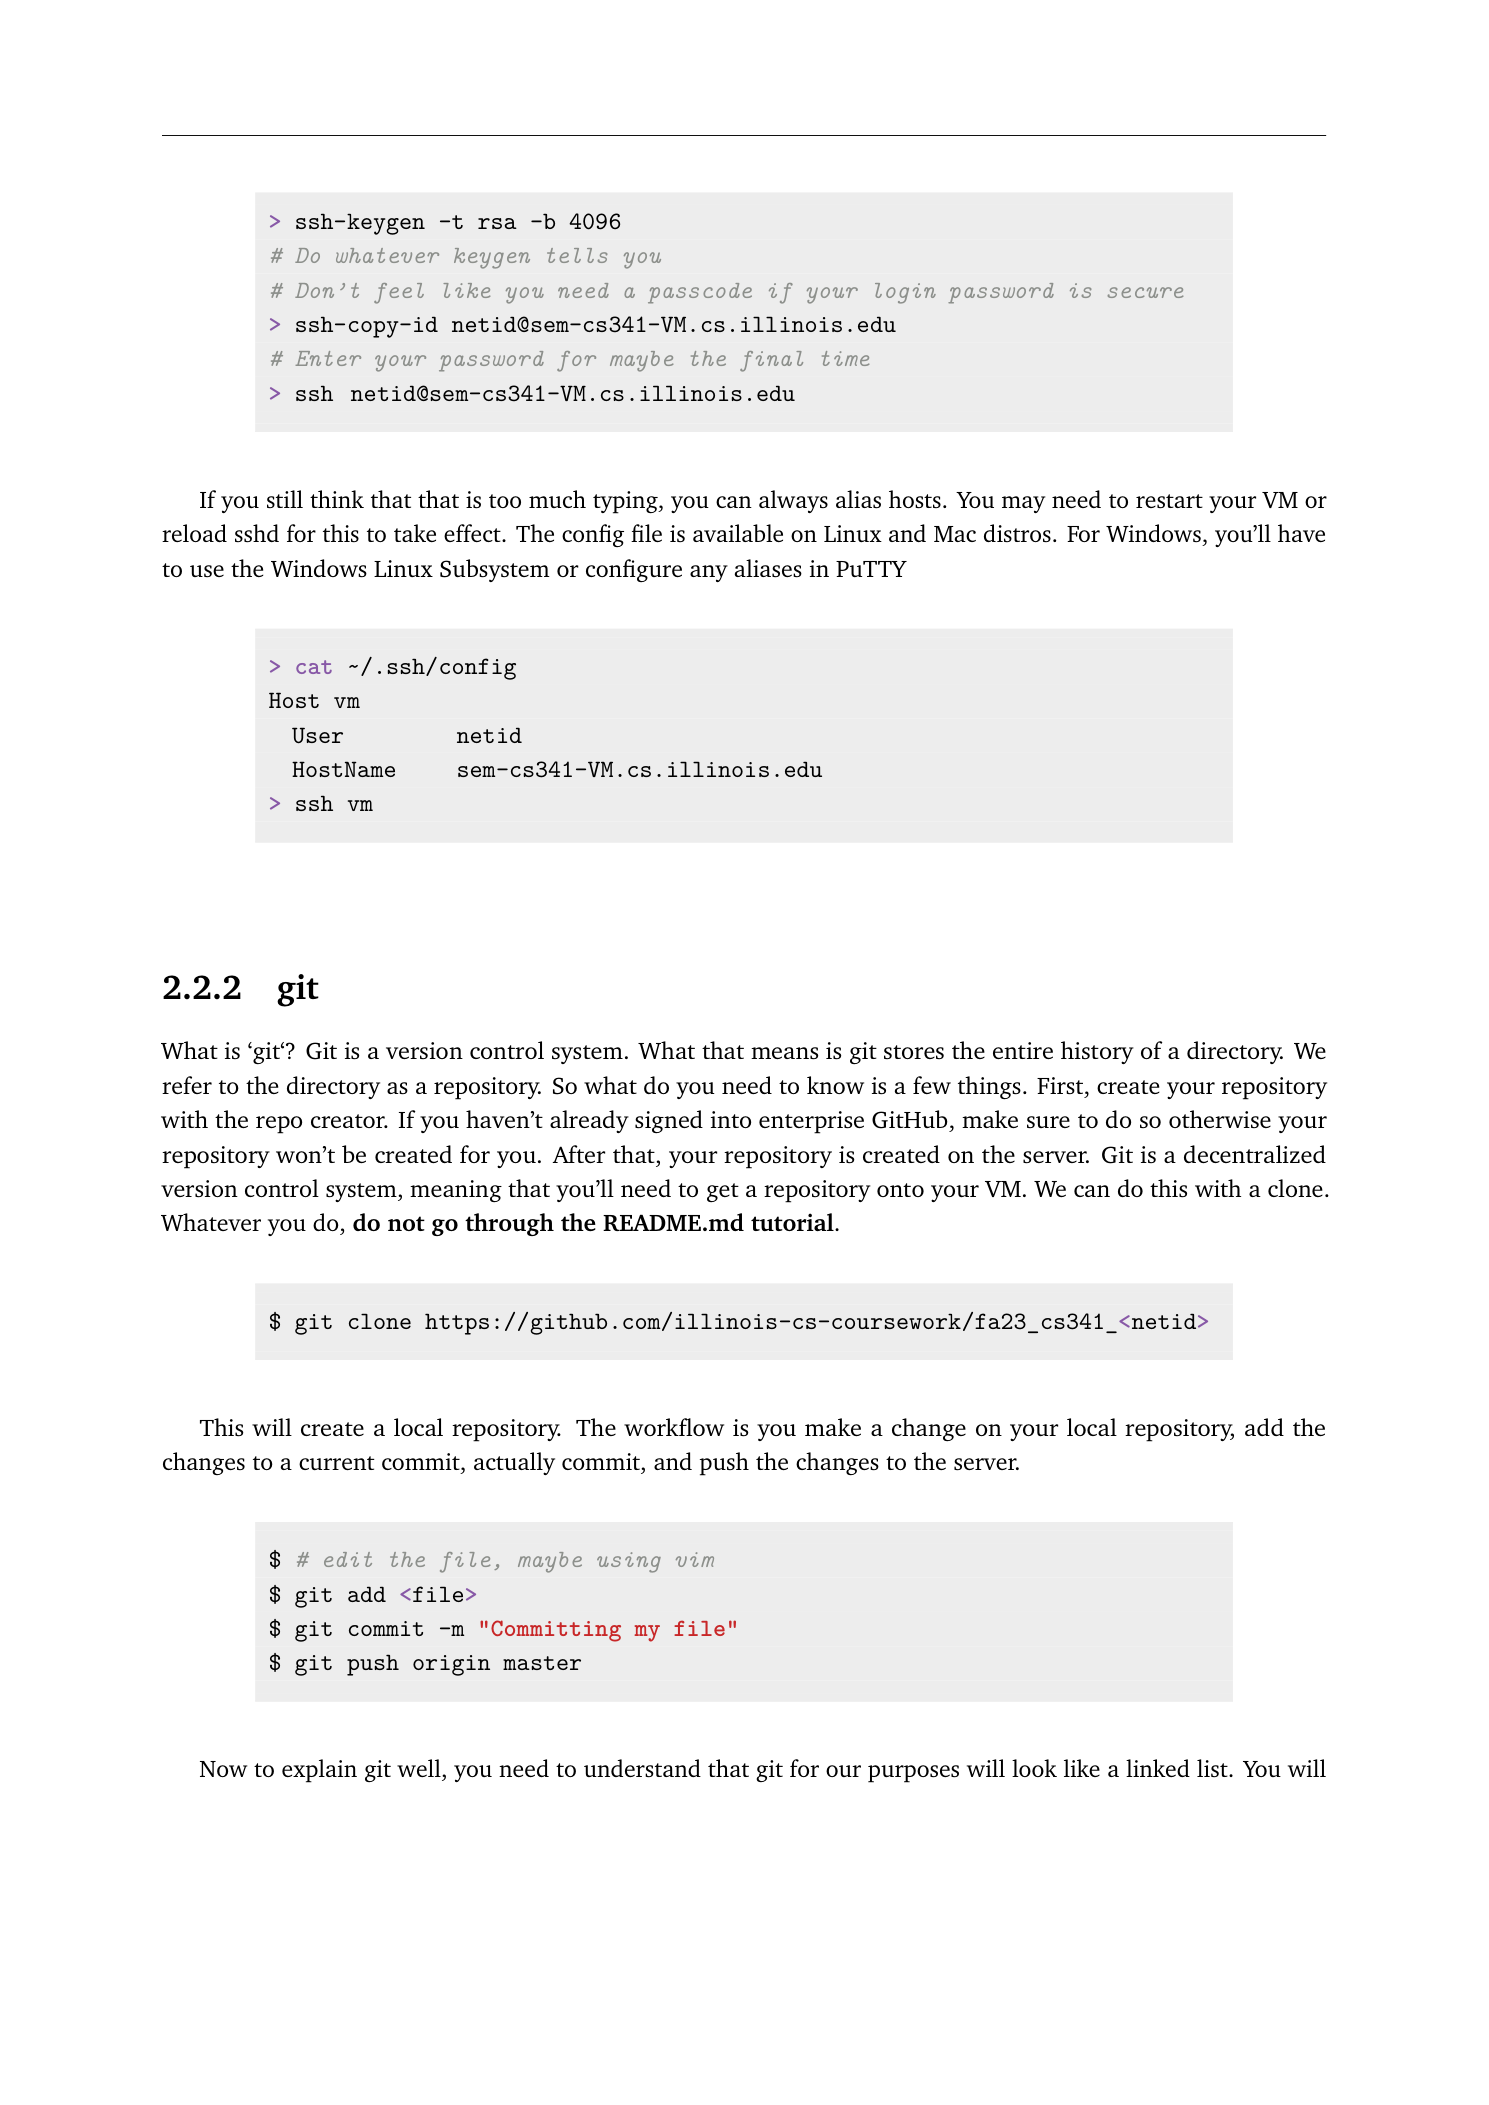 > ssh-keygen -t rsa -b 4096
# Do whatever keygen tells you
# Don't feel like you need a passcode if your login password is secure
> ssh-copy-id netid@sem-cs341-VM.cs.illinois.edu
# Enter your password for maybe the final time
> ssh netid@sem-cs341-VM.cs.illinois.edu
If you still think that that is too much typing, you can always alias hosts. You may need to restart your VM or
reload sshd for this to take effect. The config file is available on Linux and Mac distros. For Windows, you’ll have
to use the Windows Linux Subsystem or configure any aliases in PuTTY
> cat ~/.ssh/config
Host vm
  User         netid
  HostName     sem-cs341-VM.cs.illinois.edu
> ssh vm
2.2.2 git
What is ‘git‘? Git is a version control system. What that means is git stores the entire history of a directory. We
refer to the directory as a repository. So what do you need to know is a few things. First, create your repository
with the repo creator. If you haven’t already signed into enterprise GitHub, make sure to do so otherwise your
repository won’t be created for you. After that, your repository is created on the server. Git is a decentralized
version control system, meaning that you’ll need to get a repository onto your VM. We can do this with a clone.
Whatever you do, do not go through the README.md tutorial.
$ git clone https://github.com/illinois-cs-coursework/fa23_cs341_<netid>
This will create a local repository. The workflow is you make a change on your local repository, add the
changes to a current commit, actually commit, and push the changes to the server.
$ # edit the file, maybe using vim
$ git add <file>
$ git commit -m "Committing my file"
$ git push origin master
Now to explain git well, you need to understand that git for our purposes will look like a linked list. You will